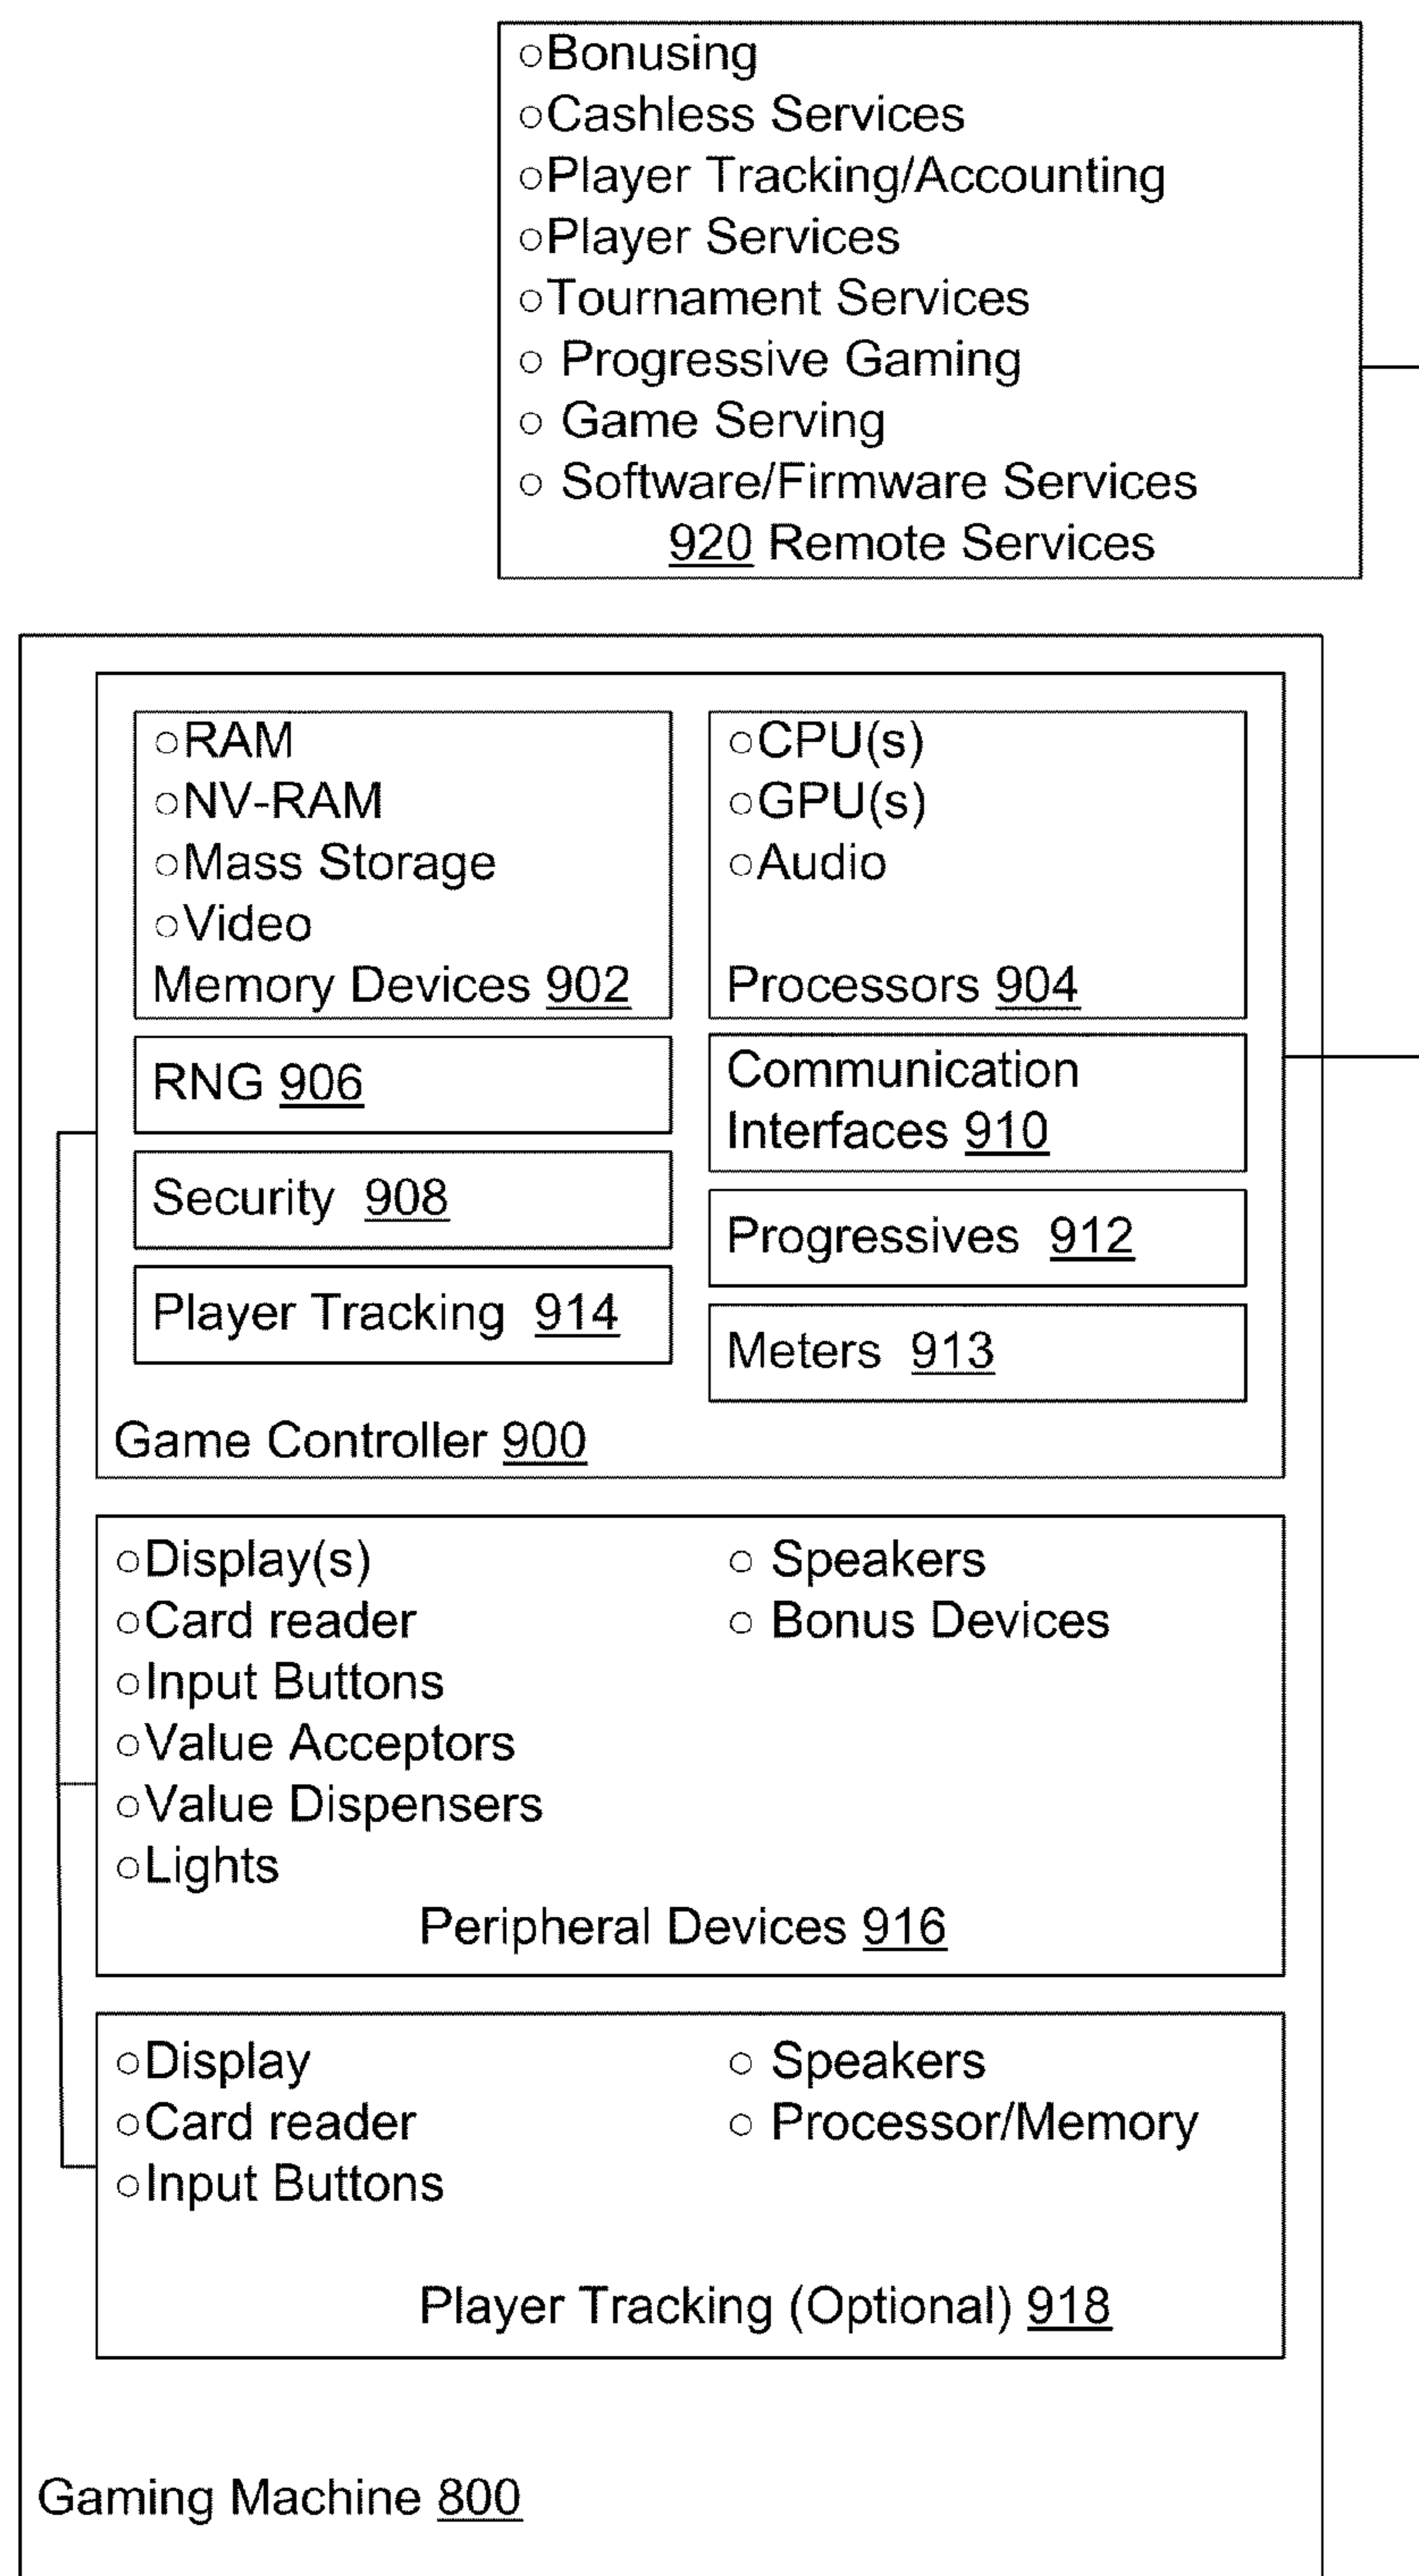 ○Bonusing
○Cashless Services
○Player Tracking/Accounting
○Player Services
○Tournament Services
○ Progressive Gaming
○ Game Serving
○ Software/Firmware Services
920 Remote Services
○RAM
○NV-RAM
○Mass Storage
○Video
Memory Devices 902
○CPU(s)
○GPU(s)
○Audio
Processors 904
RNG 906
Security 908
Player Tracking 914
Communication
Interfaces 910
Progressives 912
Meters 913
Game Controller 900
○Display(s)
○Card reader
○Input Buttons
○Value Acceptors
○Value Dispensers
○Lights
○ Speakers
○ Bonus Devices
Peripheral Devices 916
○Display
○Card reader
○Input Buttons
○ Speakers
○ Processor/Memory
Player Tracking (Optional) 918
Gaming Machine 800